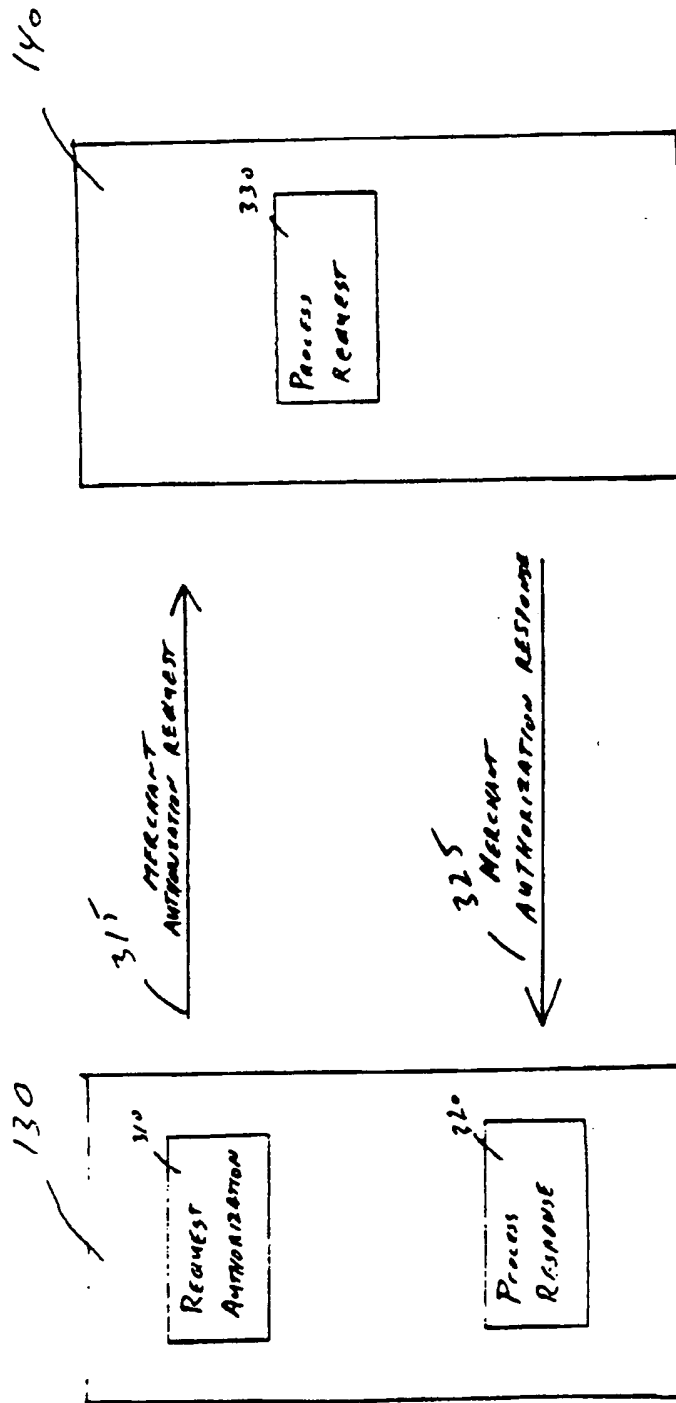 130
310
REQUEST
AUTHORIZATION
320
PROCESS
RESPONSE
315
MERCHANT
AUTHORIZATION REQUEST
325
MERCHANT
AUTHORIZATION RESPONSE
140
330
PROCESS
REQUEST